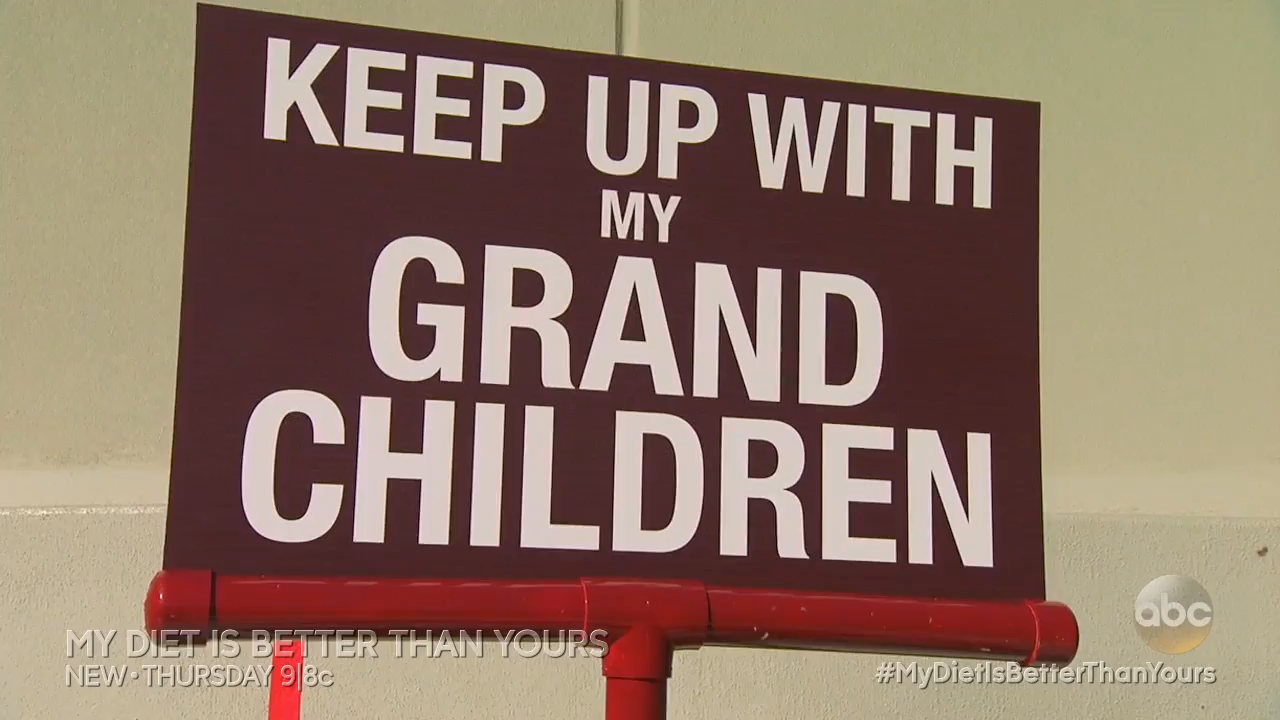 KEEP UP WITH
MY
GRAND
CHILDREN
MY DIET IS BETTER THAN YOURS
NEW • THURSDAY 9|8c
abc
#MyDietIsBetterThanYours